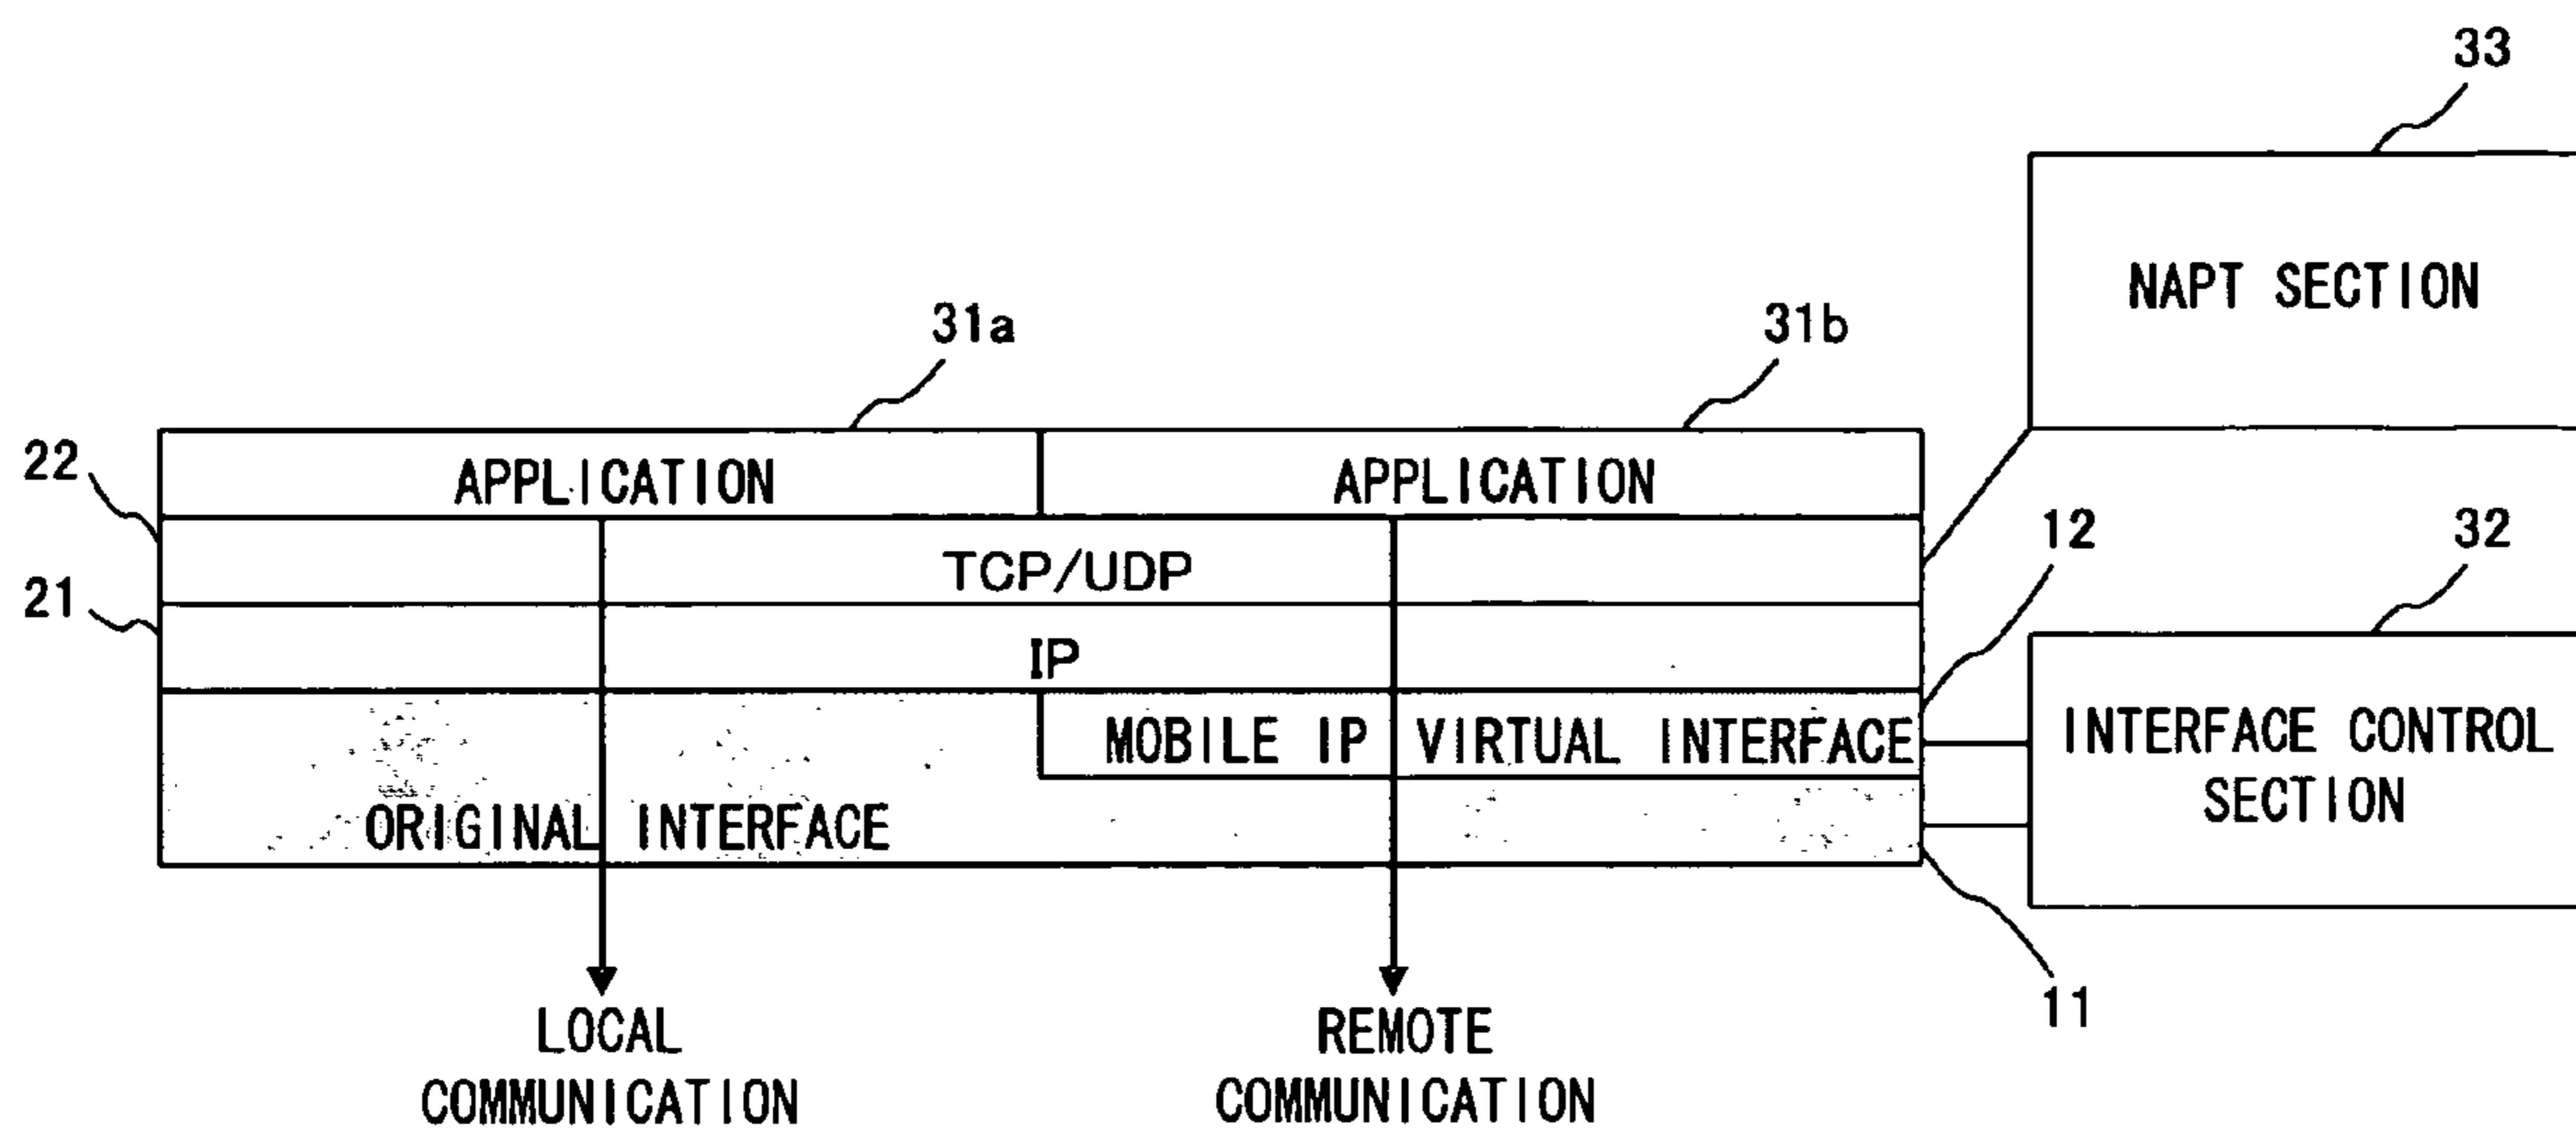 33
NAPT SECTION
31a
31b
22
APPLICATION
APPLICATION
12
32
TCP/UDP
21
IP
MOBILE IP VIRTUAL INTERFACE
INTERFACE CONTROL
SECTION
ORIGINAL INTERFACE
11
LOCAL
COMMUNICATION
REMOTE
COMMUNICATION